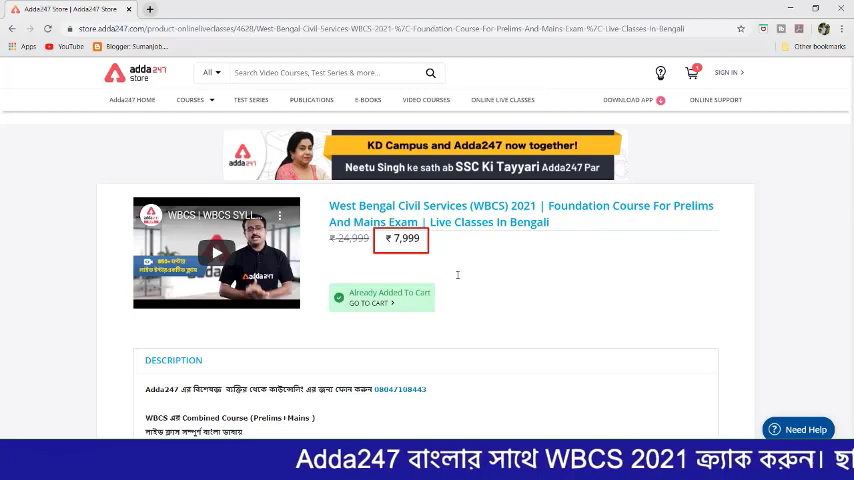 Adda247 Store | Adda247 Store |
store.adda247.com/product-onlineliveclasses/4628/West-Bengal-Civil-Services-WBCS-2021-%7C-Foundation-Course-For-Prelims-And-Mains-Exam-%7C-Live-Classes-In-Bengali
Apps YouTube Blogger: Sumanjob... Other bookmarks
adda247 store All Search Video Courses, Test Series & more... 1 SIGN IN
Adda247 HOME COURSES TEST SERIES PUBLICATIONS E-BOOKS VIDEO COURSES ONLINE LIVE CLASSES DOWNLOAD APP ONLINE SUPPORT
adda247
KD Campus and Adda247 now together!
Neetu Singh ke sath ab SSC Ki Tayyari Adda247 Par
WBCS | WBCS SYLL...
West Bengal Civil Services (WBCS) 2021 | Foundation Course For Prelims
And Mains Exam | Live Classes In Bengali
₹ 24,999 ₹ 7,999
adda247
Already Added To Cart
GO TO CART >
DESCRIPTION
Adda247 এর বিশেষজ্ঞ ব্যক্তির থেকে কাউন্সেলিং এর জন্য ফোন করুন 08047108443
WBCS এর Combined Course (Prelims+Mains )
লাইভ ক্লাস সম্পূর্ণ বাংলা ভাষায়
Need Help
Adda247 বাংলার সাথে WBCS 2021 ক্র্যাক করুন। ছা